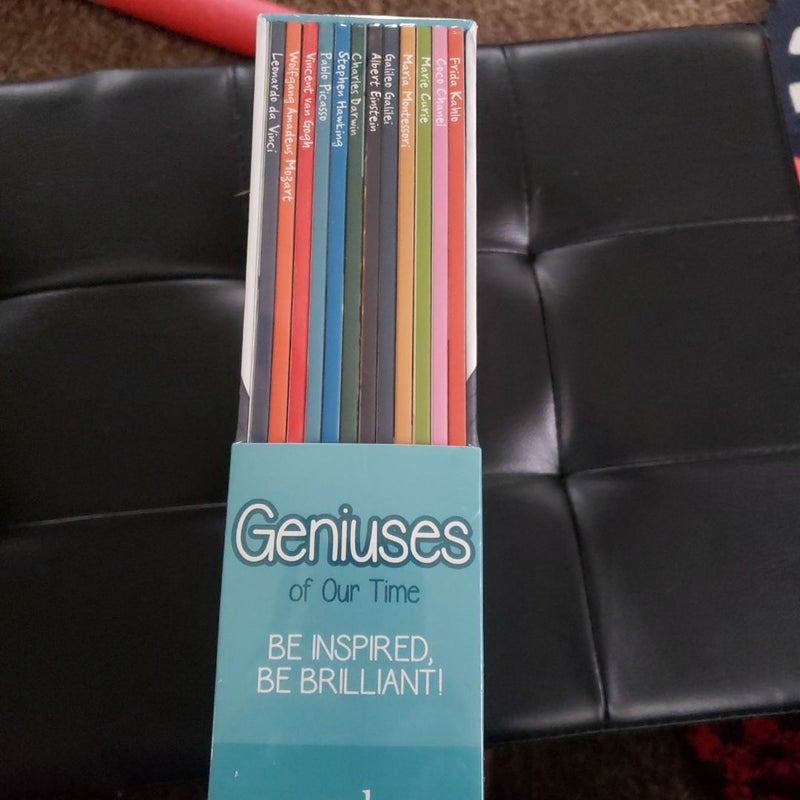 Leonardo da Vinci
Wolfgang Amadeus Mozart
Vincent van Gogh
Pablo Picasso
Stephen Hawking
Charles Darwin
Albert Einstein
Galileo Galilei
Maria Montessori
Marie Curie
Coco Chanel
Frida Kahlo
Geniuses
of Our Time
BE INSPIRED,
BE BRILLIANT!